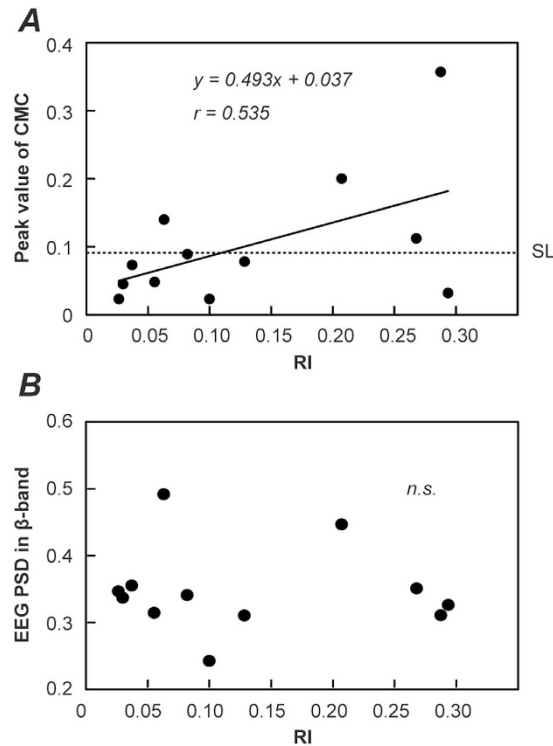 A
0.4
0.3
0.2
0.1
0
Peak value of CMC
y = 0.493x + 0.037
r = 0.535
SL
0 0.05 0.10 0.15 0.20 0.25 0.30
RI
B
0.6
0.5
0.4
0.3
0.2
EEG PSD in β-band
n.s.
0 0.05 0.10 0.15 0.20 0.25 0.30
RI